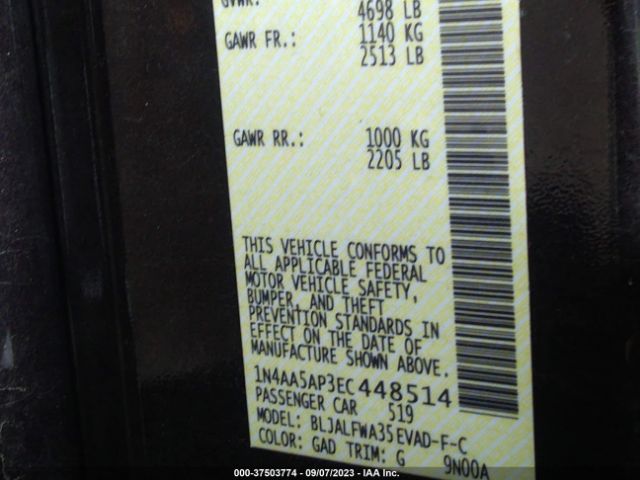 GVWR:
4698 LB
GAWR FR.: 1140 KG
2513 LB
GAWR RR.: 1000 KG
2205 LB
THIS VEHICLE CONFORMS TO
ALL APPLICABLE FEDERAL
MOTOR VEHICLE SAFETY,
BUMPER, AND THEFT
PREVENTION STANDARDS IN
EFFECT ON THE DATE OF
MANUFACTURE SHOWN ABOVE.
1N4AA5AP3EC448514
PASSENGER CAR 519
MODEL: BLJALFWA35EVAD-F-C
COLOR: GAD TRIM: G 9N00A
000-37503774 - 09/07/2023 - IAA Inc.